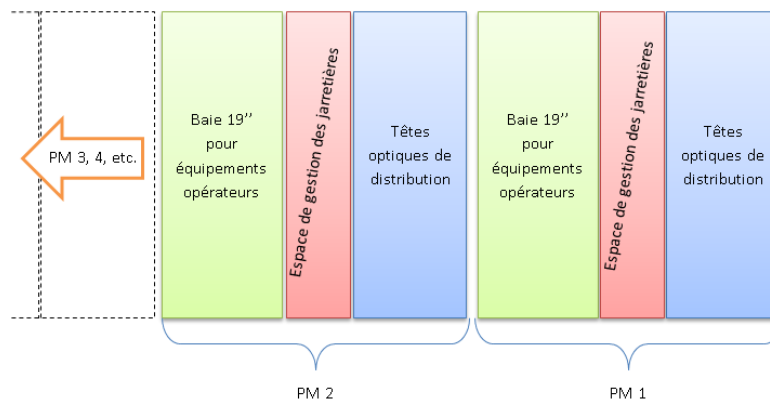 PM 3, 4, etc.
Baie 19’’
pour
équipements
opérateurs
Espace de gestion des jarretières
Têtes
optiques de
distribution
Baie 19’’
pour
équipements
opérateurs
Espace de gestion des jarretières
Têtes
optiques de
distribution
PM 2
PM 1